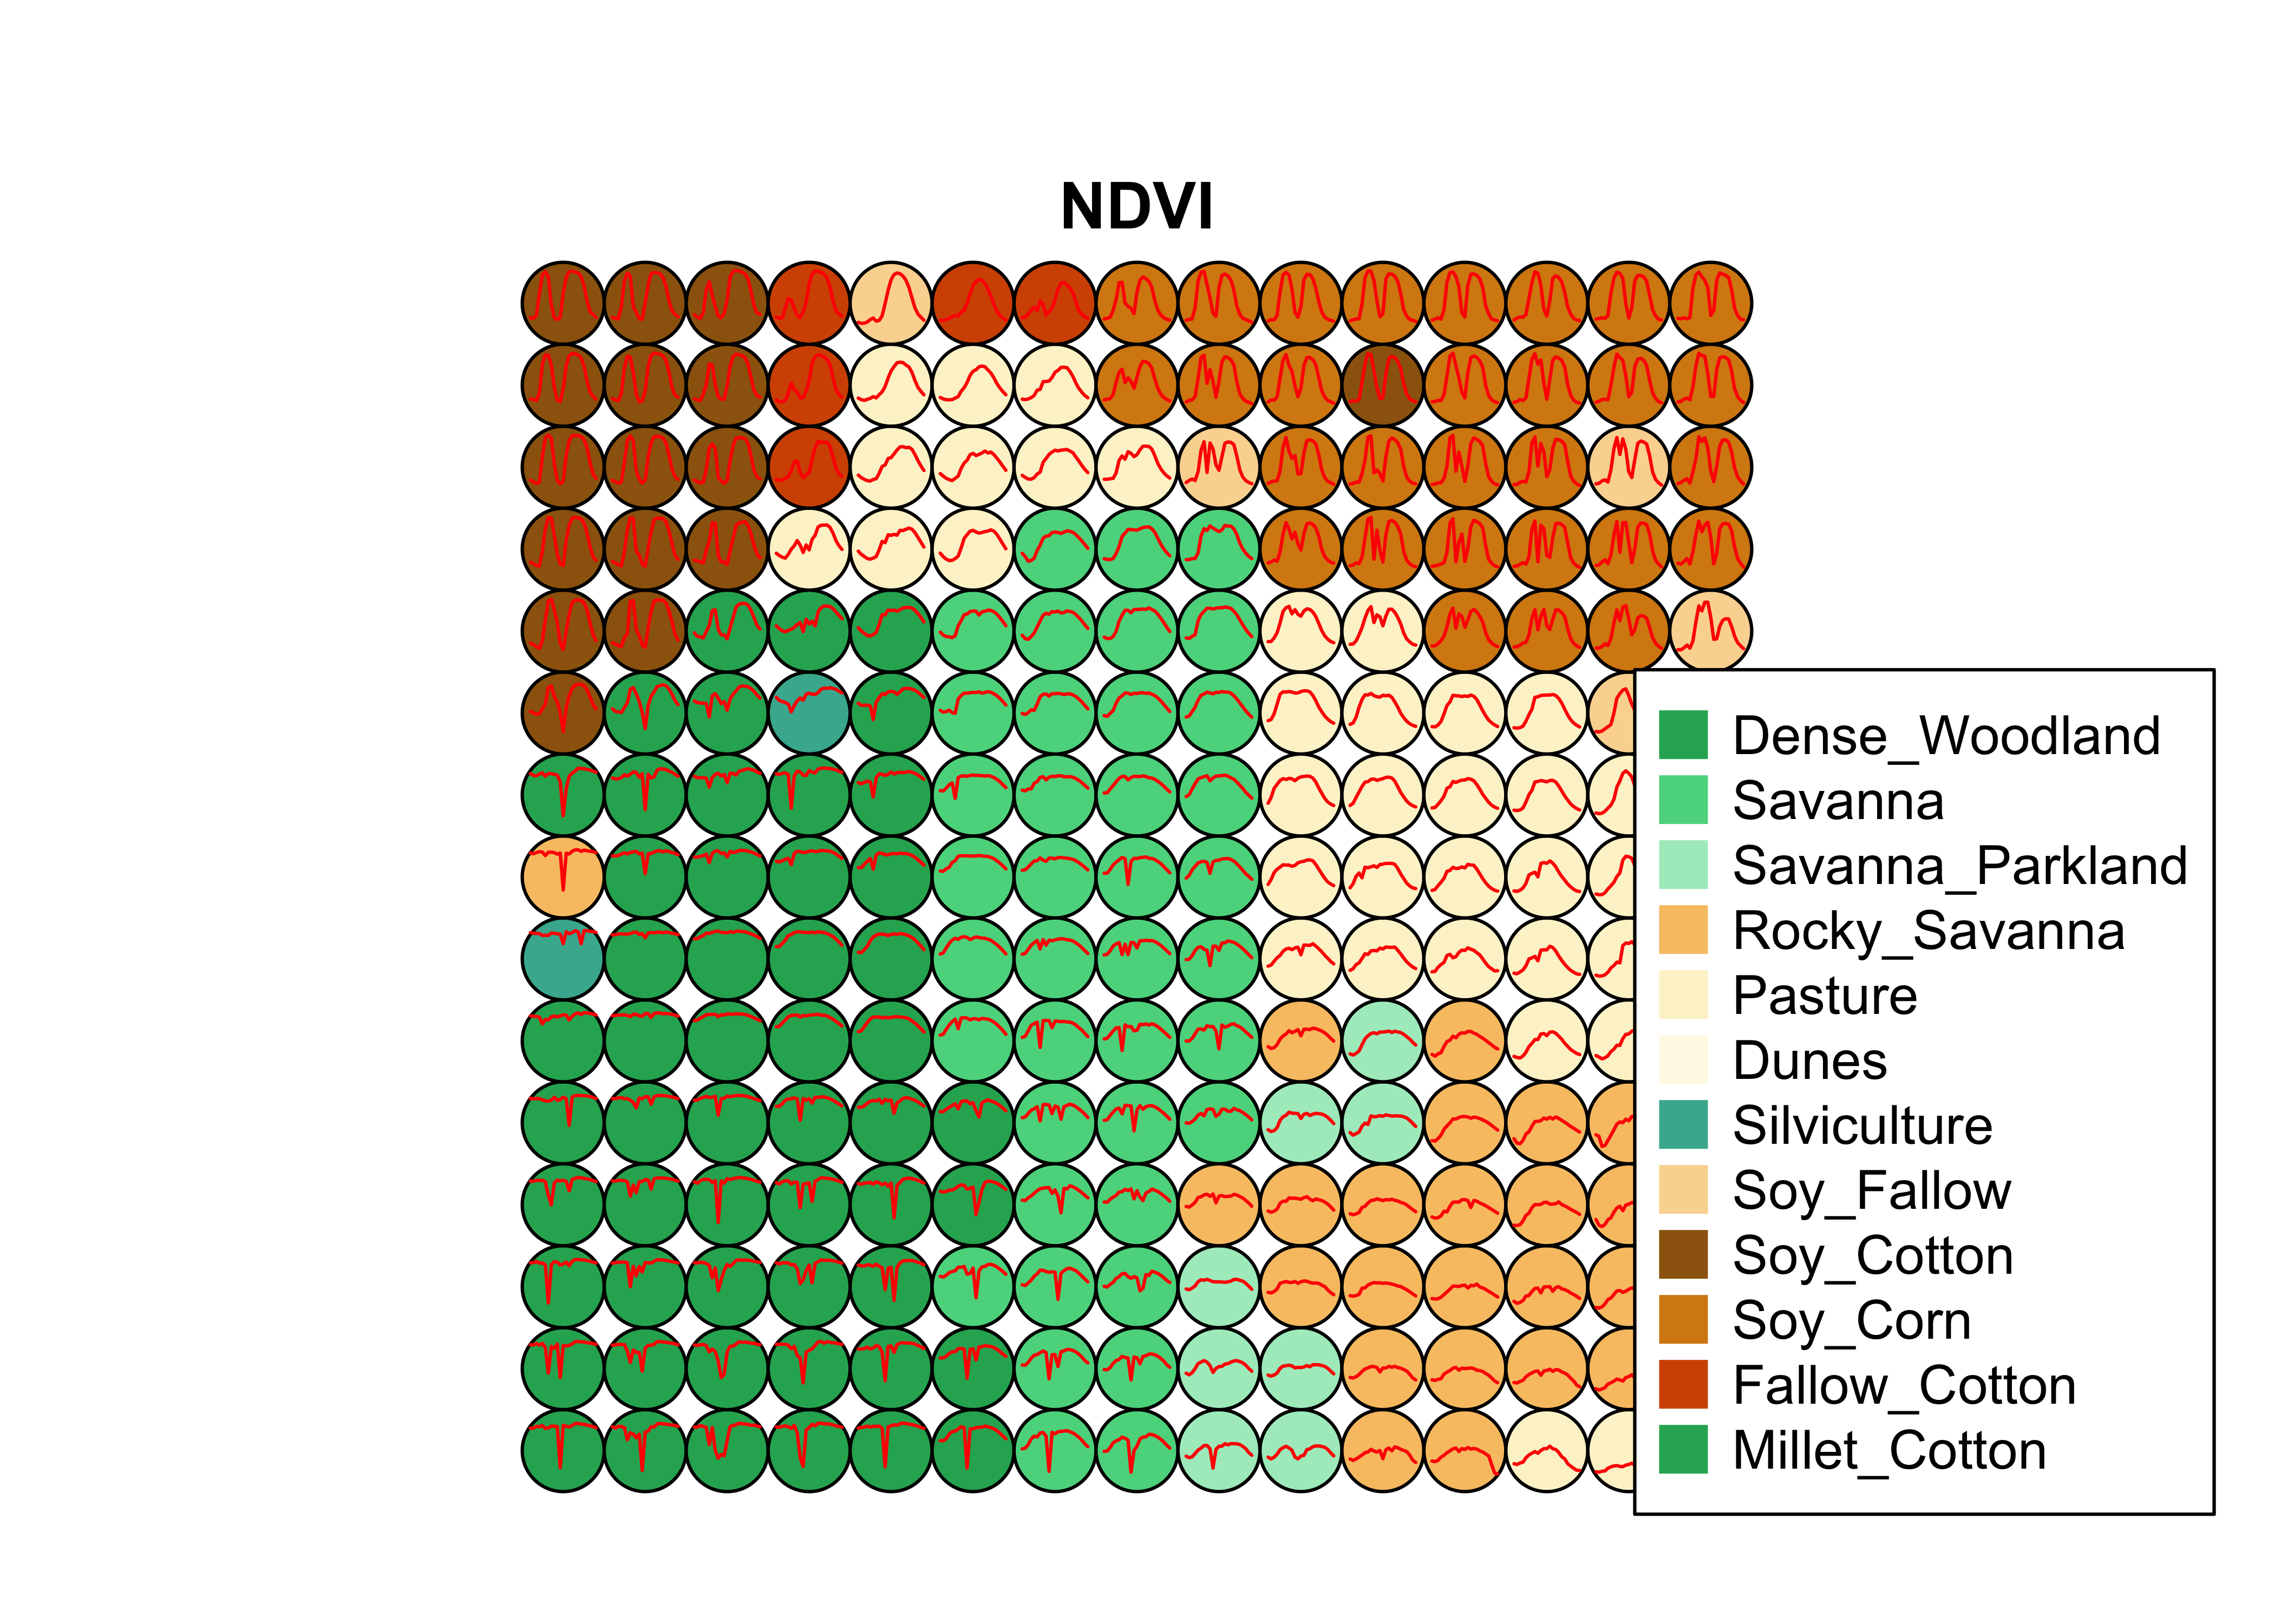 NDVI
Dense_Woodland
Savanna
Savanna_Parkland
Rocky_Savanna
Pasture
Dunes
Silviculture
Soy_Fallow
Soy_Cotton
Soy_Corn
Fallow_Cotton
Millet_Cotton